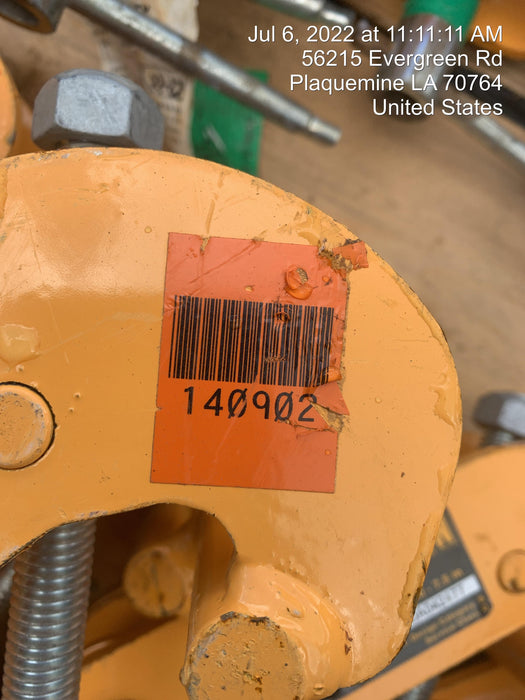 Jul 6, 2022 at 11:11:11 AM
56215 Evergreen Rd
Plaquemine LA 70764
United States
140902